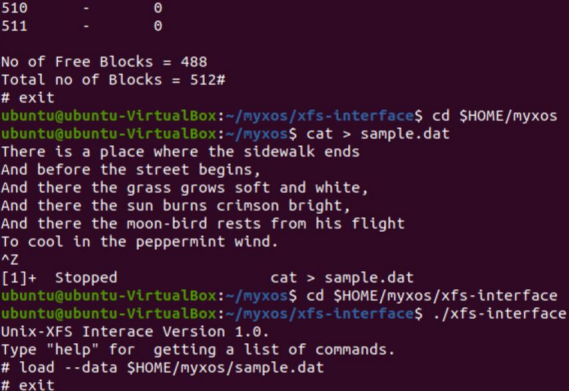 510 - 0
511 - 0
No of Free Blocks = 488
Total no of Blocks = 512#
# exit
ubuntu@ubuntu-VirtualBox:~/myxos/xfs-interface$ cd $HOME/myxos
ubuntu@ubuntu-VirtualBox:~/myxos$ cat > sample.dat
There is a place where the sidewalk ends
And before the street begins,
And there the grass grows soft and white,
And there the sun burns crimson bright,
And there the moon-bird rests from his flight
To cool in the peppermint wind.
^Z
[1]+ Stopped cat > sample.dat
ubuntu@ubuntu-VirtualBox:~/myxos$ cd $HOME/myxos/xfs-interface
ubuntu@ubuntu-VirtualBox:~/myxos/xfs-interface$ ./xfs-interface
Unix-XFS Interace Version 1.0.
Type "help" for getting a list of commands.
# load --data $HOME/myxos/sample.dat
# exit